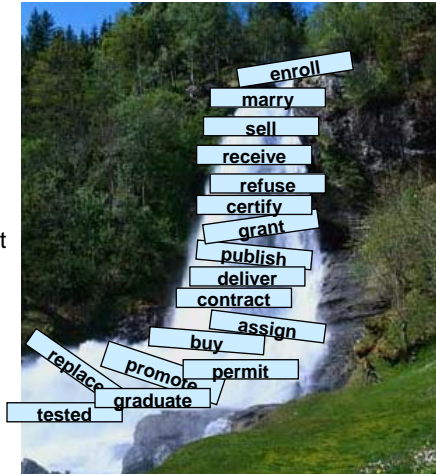 enroll
marry
sell
receive
refuse
certify
grant
t
publish
deliver
contract
assign
buy
replace
promote
permit
graduate
tested